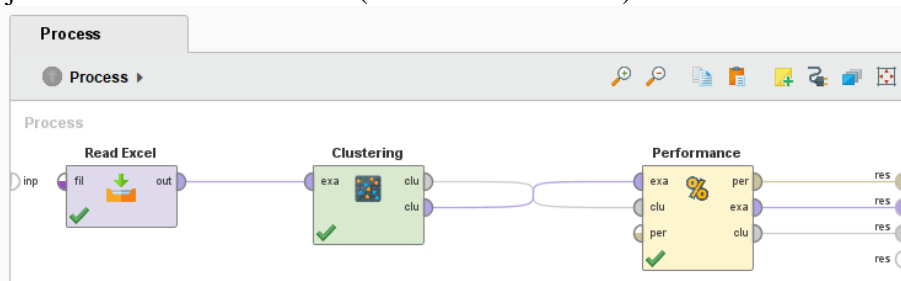 Process
Process
Process
Read Excel
Clustering
Performance
inp
fil
out
exa
clu
clu
exa
clu
per
per
exa
clu
res
res
res
res